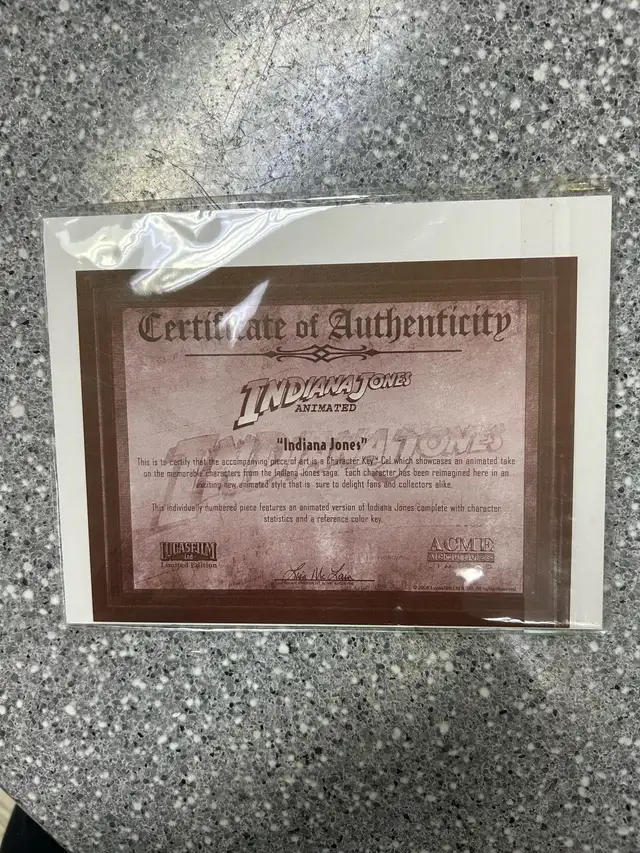 Certificate of Authenticity
INDIANA JONES
ANIMATED
"Indiana Jones"
This is to certify that the accompanying piece of art is a Character Key™ Cel which showcases an animated take
on the memorable characters from the Indiana Jones saga. Each character has been reimagined here in an
exciting new animated style that is sure to delight fans and collectors alike.
This individually numbered piece features an animated version of Indiana Jones complete with character
statistics and a reference color key.
LUCASFILM
Ltd
Limited Edition
ACME
ARCHIVES